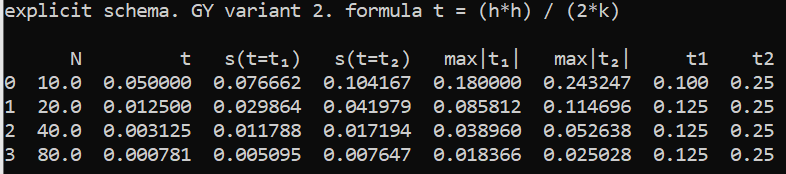 explicit schema. GY variant 2. formula t = (h*h) / (2*k)
N t s(t=t₁) s(t=t₂) max|t₁| max|t₂| t1 t2
0 10.0 0.050000 0.076662 0.104167 0.180000 0.243247 0.100 0.25
1 20.0 0.012500 0.029864 0.041979 0.085812 0.114696 0.125 0.25
2 40.0 0.003125 0.011788 0.017194 0.038960 0.052638 0.125 0.25
3 80.0 0.000781 0.005095 0.007647 0.018366 0.025028 0.125 0.25